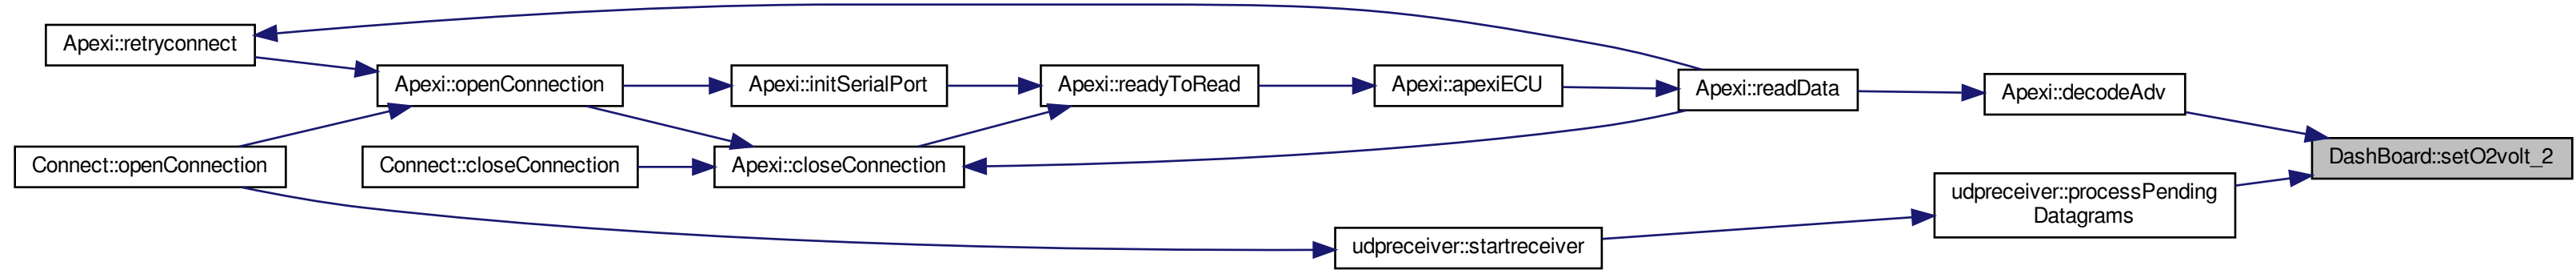 Apexi::retryconnect
Apexi::openConnection
Apexi::initSerialPort
Apexi::readyToRead
Apexi::apexiECU
Apexi::readData
Apexi::decodeAdv
Connect::openConnection
Connect::closeConnection
Apexi::closeConnection
DashBoard::setO2volt_2
udpreceiver::processPending
Datagrams
udpreceiver::startreceiver